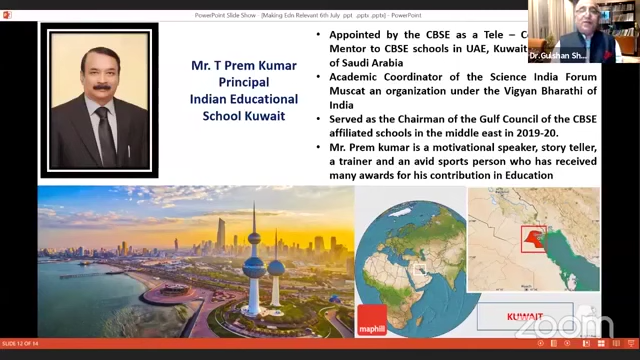 PowerPoint Slide Show - [Making Edn Relevant 6th July .ppt .pptx .pptx] - PowerPoint
Mr. T Prem Kumar
Principal
Indian Educational
School Kuwait
• Appointed by the CBSE as a Tele –
Mentor to CBSE schools in UAE, Kuwait
of Saudi Arabia
• Academic Coordinator of the Science India Forum
Muscat an organization under the Vigyan Bharathi of
India
• Served as the Chairman of the Gulf Council of the CBSE
affiliated schools in the middle east in 2019-20.
• Mr. Prem kumar is a motivational speaker, story teller,
a trainer and an avid sports person who has received
many awards for his contribution in Education
Dr.Gulshan Sh...
maphill
KUWAIT
zoom
SLIDE 12 OF 14